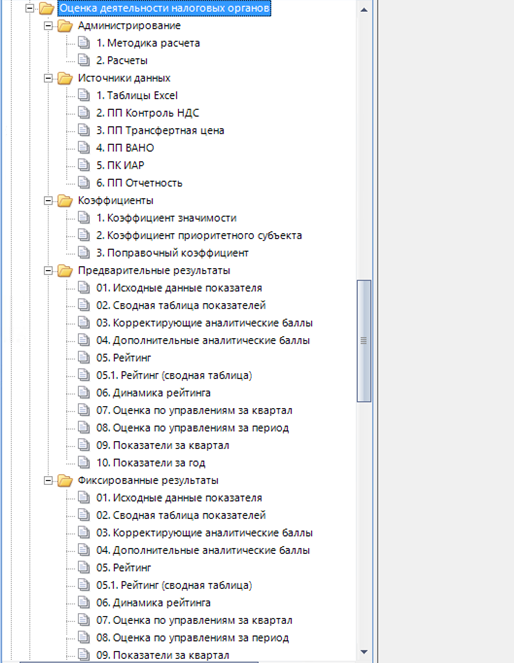 Оценка деятельности налоговых органов
Администрирование
1. Методика расчета
2. Расчеты
Источники данных
1. Таблицы Excel
2. ПП Контроль НДС
3. ПП Трансфертная цена
4. ПП ВАНО
5. ПК ИАР
6. ПП Отчетность
Коэффициенты
1. Коэффициент значимости
2. Коэффициент приоритетного субъекта
3. Поправочный коэффициент
Предварительные результаты
01. Исходные данные показателя
02. Сводная таблица показателей
03. Корректирующие аналитические баллы
04. Дополнительные аналитические баллы
05. Рейтинг
05.1. Рейтинг (сводная таблица)
06. Динамика рейтинга
07. Оценка по управлениям за квартал
08. Оценка по управлениям за период
09. Показатели за квартал
10. Показатели за год
Фиксированные результаты
01. Исходные данные показателя
02. Сводная таблица показателей
03. Корректирующие аналитические баллы
04. Дополнительные аналитические баллы
05. Рейтинг
05.1. Рейтинг (сводная таблица)
06. Динамика рейтинга
07. Оценка по управлениям за квартал
08. Оценка по управлениям за период
09. Показатели за квартал